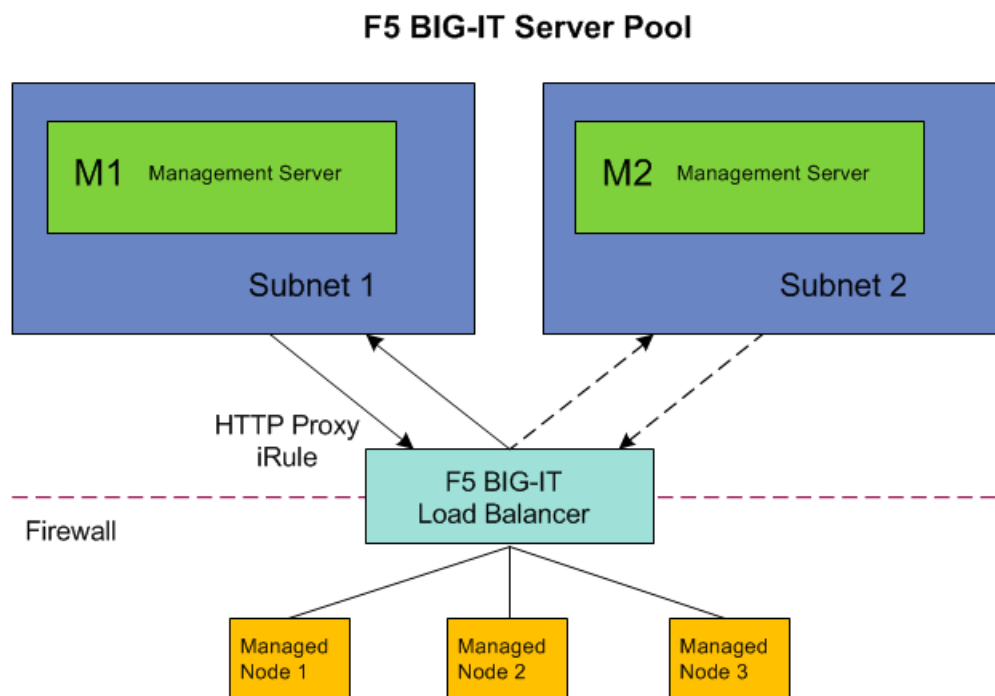 F5 BIG-IT Server Pool
M1 Management Server
Subnet 1
M2 Management Server
Subnet 2
HTTP Proxy
iRule
F5 BIG-IT
Load Balancer
Firewall
Managed
Node 1
Managed
Node 2
Managed
Node 3